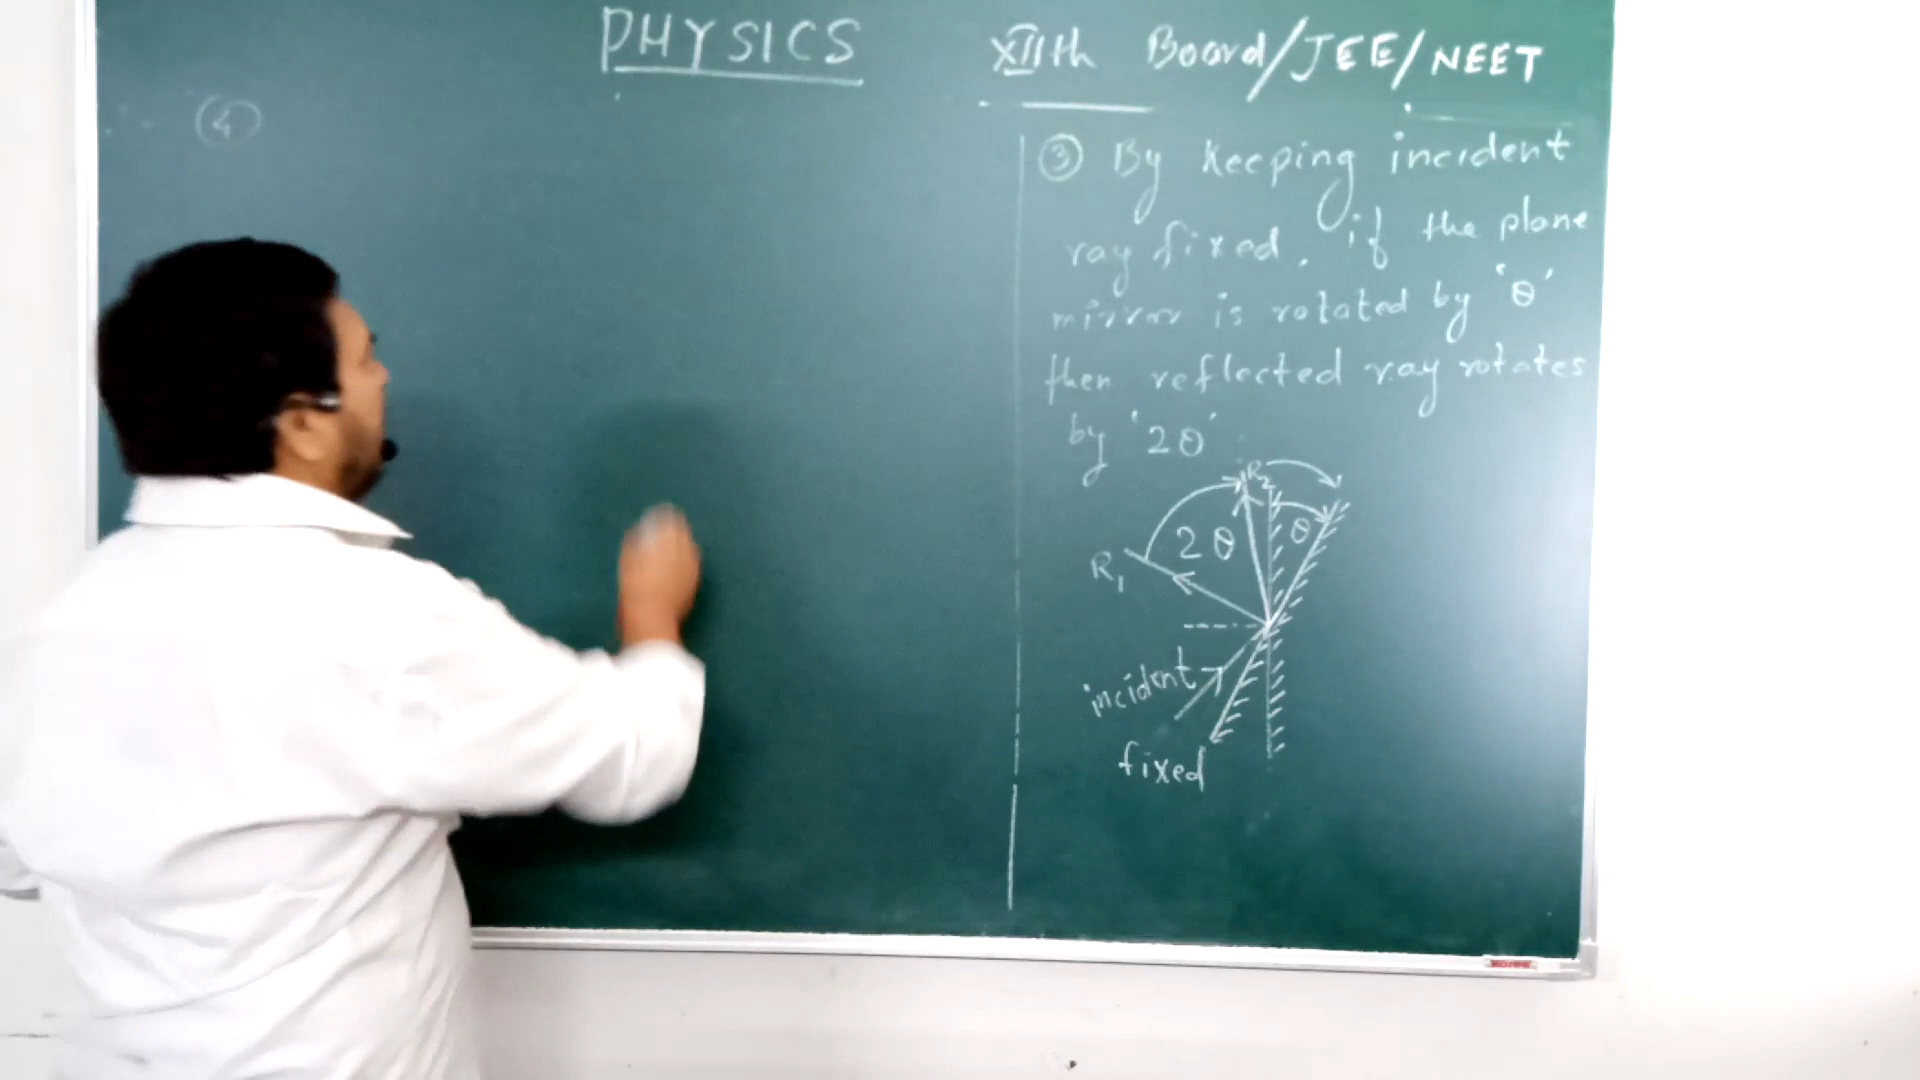 PHYSICS
XIIth Board/JEE/NEET
④
③ By keeping incident
ray fixed, if the plane
mirror is rotated by 'θ'
then reflected ray rotates
by '2θ'
R2
2θ
θ
R1
incident
fixed